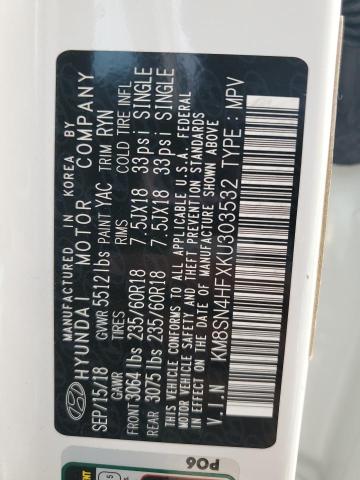 MANUFACTURED IN KOREA BY
HYUNDAI MOTOR COMPANY
SEP/15/18 GVWR 5512 lbs PAINT YAC TRIM RYN
GAWR TIRES RIMS COLD TIRE INFL
FRONT 3064 lbs 235/60R18 7.5JX18 33psi SINGLE
REAR 3075 lbs 235/60R18 7.5JX18 33psi SINGLE
THIS VEHICLE CONFORMS TO ALL APPLICABLE U.S.A. FEDERAL
MOTOR VEHICLE SAFETY AND THEFT PREVENTION STANDARDS
IN EFFECT ON THE DATE OF MANUFACTURE SHOWN ABOVE
V.I.N KM8SN4HFXKU303532 TYPE : MPV
P06